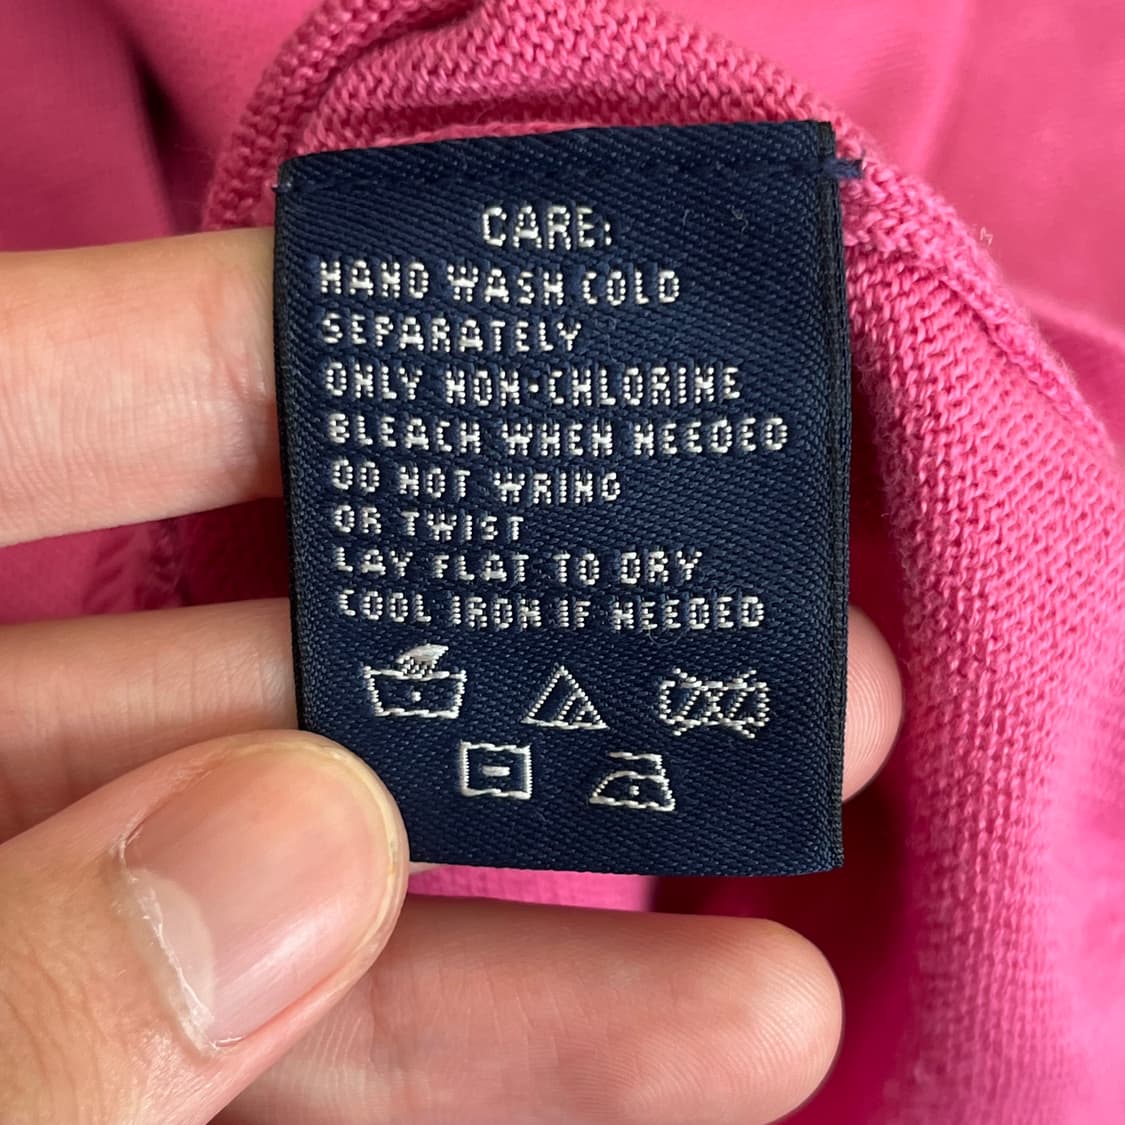 CARE:
HAND WASH COLD
SEPARATELY
ONLY NON-CHLORINE
BLEACH WHEN NEEDED
DO NOT WRING
OR TWIST
LAY FLAT TO DRY
COOL IRON IF NEEDED